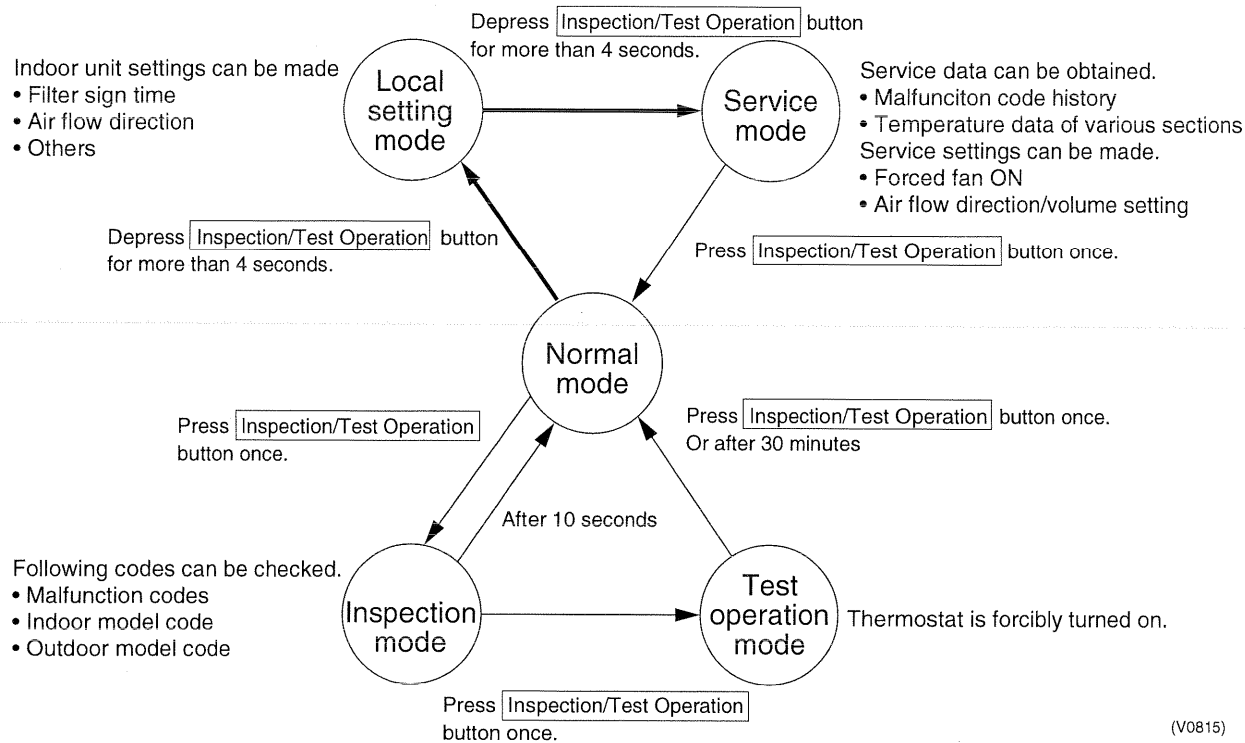 Depress Inspection/Test Operation button
for more than 4 seconds.
Indoor unit settings can be made
• Filter sign time
• Air flow direction
• Others
Local
setting
mode
Service
mode
Service data can be obtained.
• Malfunciton code history
• Temperature data of various sections
Service settings can be made.
• Forced fan ON
• Air flow direction/volume setting
Depress Inspection/Test Operation button
for more than 4 seconds.
Press Inspection/Test Operation button once.
Normal
mode
Press Inspection/Test Operation
button once.
Press Inspection/Test Operation button once.
Or after 30 minutes
After 10 seconds
Following codes can be checked.
• Malfunction codes
• Indoor model code
• Outdoor model code
Inspection
mode
Test
operation
mode
Thermostat is forcibly turned on.
Press Inspection/Test Operation
button once.
(V0815)